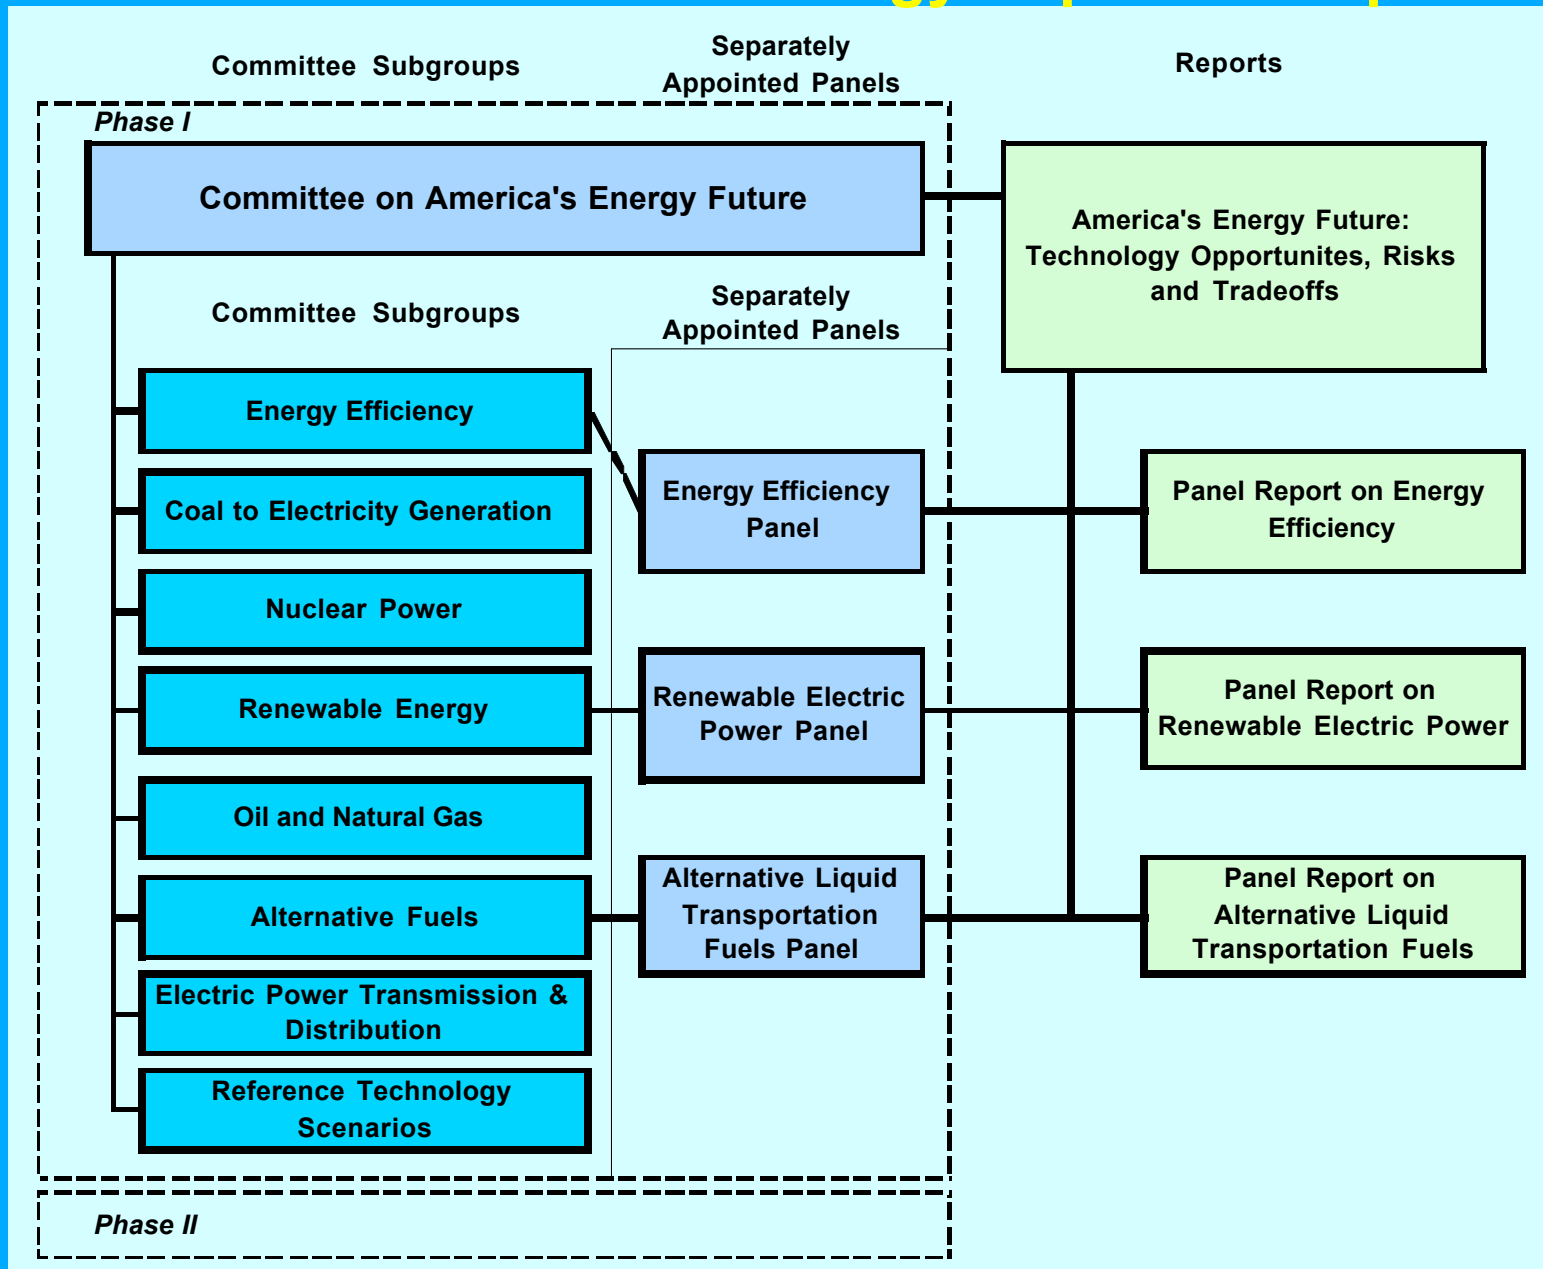 Committee Subgroups
Separately
Appointed Panels
Reports
Phase I
Committee on America's Energy Future
America's Energy Future:
Technology Opportunites, Risks
and Tradeoffs
Committee Subgroups
Separately
Appointed Panels
Energy Efficiency
Coal to Electricity Generation
Nuclear Power
Renewable Energy
Oil and Natural Gas
Alternative Fuels
Electric Power Transmission &
Distribution
Reference Technology
Scenarios
Energy Efficiency
Panel
Renewable Electric
Power Panel
Alternative Liquid
Transportation
Fuels Panel
Panel Report on Energy
Efficiency
Panel Report on
Renewable Electric Power
Panel Report on
Alternative Liquid
Transportation Fuels
Phase II